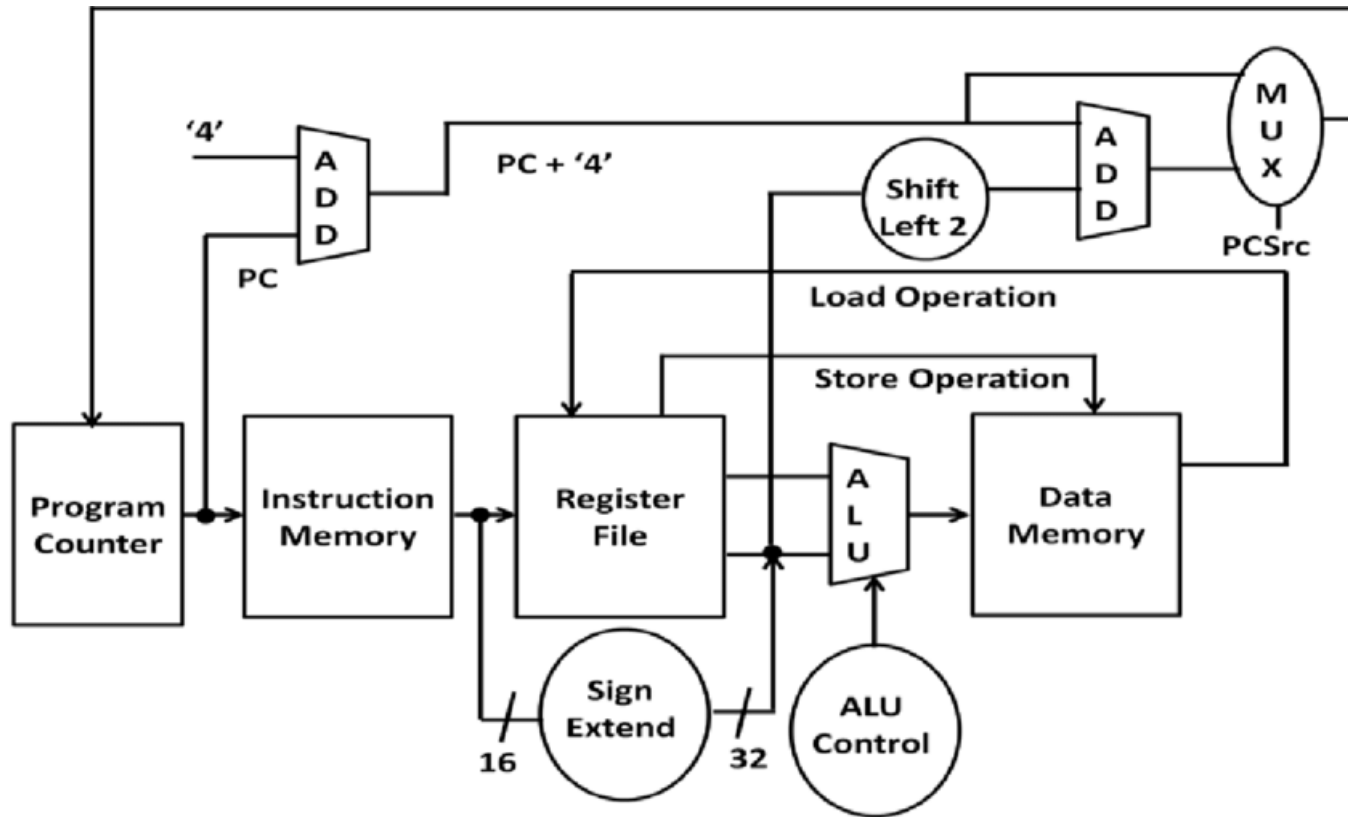 M
U
X
‘4’
A
D
D
PC + ‘4’
A
D
D
Shift
Left 2
PCSrc
PC
Load Operation
Store Operation
Program
Counter
Instruction
Memory
Register
File
A
L
U
Data
Memory
Sign
Extend
16
32
ALU
Control